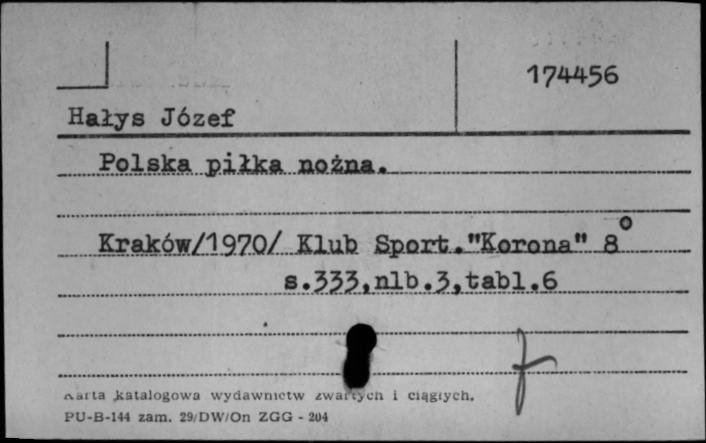 174456
Hałys Józef
Polska piłka nożna.
Kraków/1970/ Klub Sport."Korona" 8°
s.333,nlb.3,tabl.6
Karta katalogowa wydawnictw zwartych i ciągłych.
PU-B-144 zam. 29/DW/On ZGG - 204